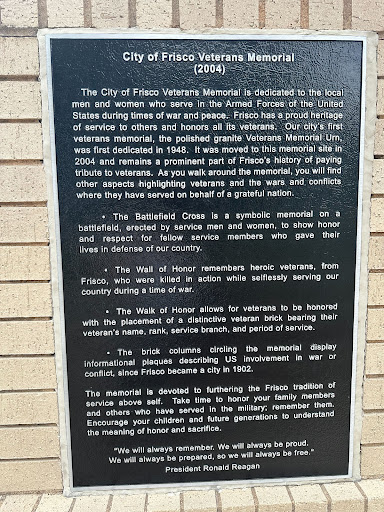 City of Frisco Veterans Memorial
(2004)
The City of Frisco Veterans Memorial is dedicated to the local
men and women who serve in the Armed Forces of the United
States during times of war and peace. Frisco has a proud heritage
of service to others and honors all its veterans. Our city's first
veterans memorial, the polished granite Veterans Memorial Urn,
was first dedicated in 1948. It was moved to this memorial site in
2004 and remains a prominent part of Frisco's history of paying
tribute to veterans. As you walk around the memorial, you will find
other aspects highlighting veterans and the wars and conflicts
where they have served on behalf of a grateful nation.
• The Battlefield Cross is a symbolic memorial on a
battlefield, erected by service men and women, to show honor
and respect for fellow service members who gave their
lives in defense of our country.
• The Wall of Honor remembers heroic veterans, from
Frisco, who were killed in action while selflessly serving our
country during a time of war.
• The Walk of Honor allows for veterans to be honored
with the placement of a distinctive veteran brick bearing their
veteran's name, rank, service branch, and period of service.
• The brick columns circling the memorial display
informational plaques describing US involvement in war or
conflict, since Frisco became a city in 1902.
The memorial is devoted to furthering the Frisco tradition of
service above self. Take time to honor your family members
and others who have served in the military; remember them.
Encourage your children and future generations to understand
the meaning of honor and sacrifice.
"We will always remember. We will always be proud.
We will always be prepared, so we will always be free."
President Ronald Reagan